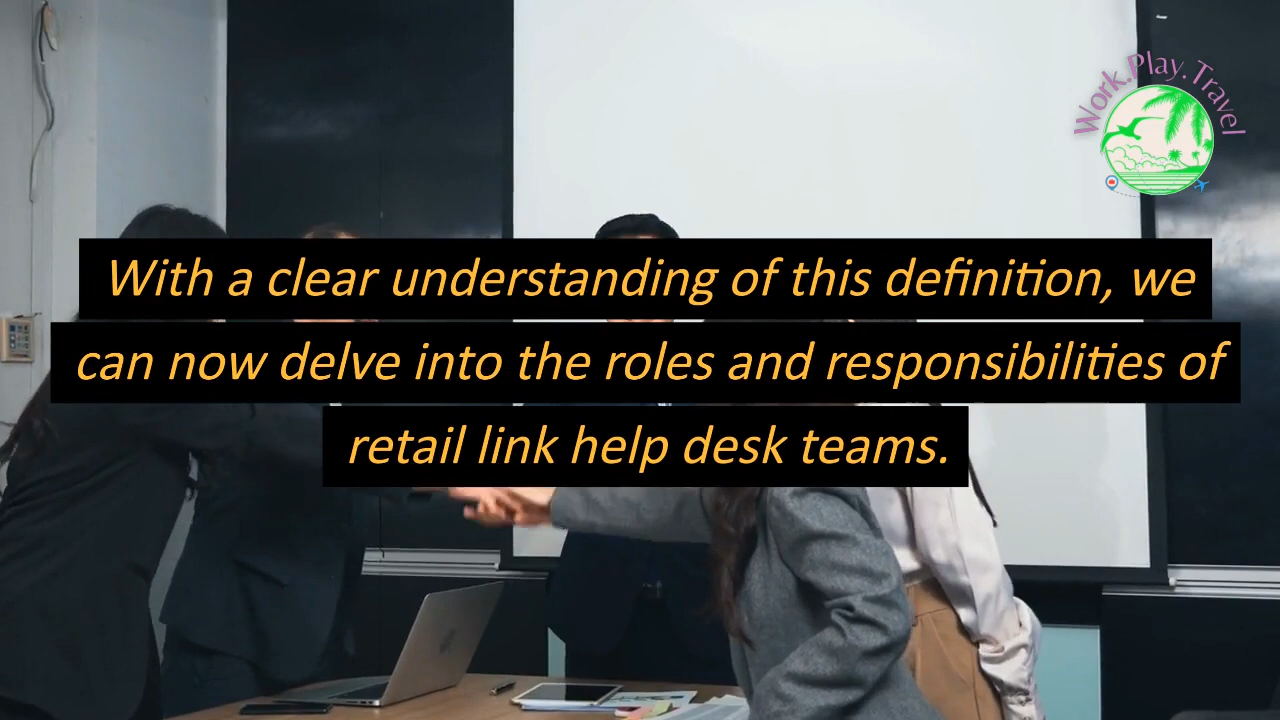 Work.Play.Travel
With a clear understanding of this definition, we
can now delve into the roles and responsibilities of
retail link help desk teams.